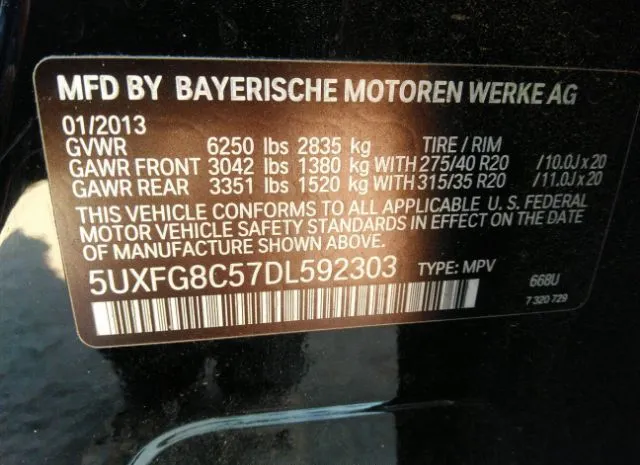 MFD BY BAYERISCHE MOTOREN WERKE AG
01/2013
GVWR 6250 lbs 2835 kg TIRE / RIM
GAWR FRONT 3042 lbs 1380 kg WITH 275/40 R20 /10.0J x 20
GAWR REAR 3351 lbs 1520 kg WITH 315/35 R20 /11.0J x 20
THIS VEHICLE CONFORMS TO ALL APPLICABLE U. S. FEDERAL
MOTOR VEHICLE SAFETY STANDARDS IN EFFECT ON THE DATE
OF MANUFACTURE SHOWN ABOVE.
5UXFG8C57DL592303 TYPE: MPV 668U
7 320 729